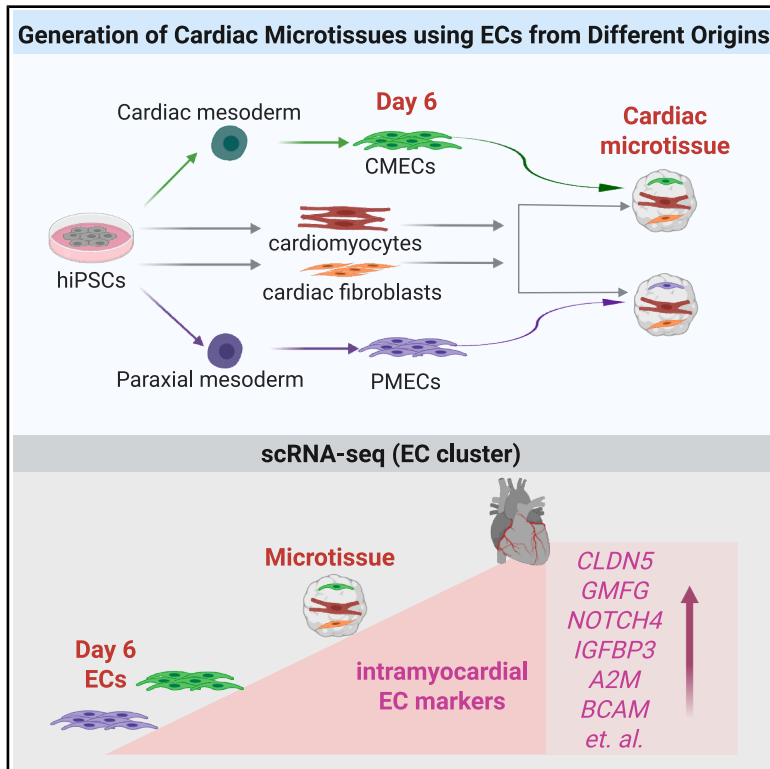 Generation of Cardiac Microtissues using ECs from Different Origins
Cardiac mesoderm
Day 6
CMECs
Cardiac
microtissue
hiPSCs
cardiomyocytes
cardiac fibroblasts
Paraxial mesoderm
PMECs
scRNA-seq (EC cluster)
Microtissue
Day 6
ECs
intramyocardial
EC markers
CLDN5
GMFG
NOTCH4
IGFBP3
A2M
BCAM
et. al.